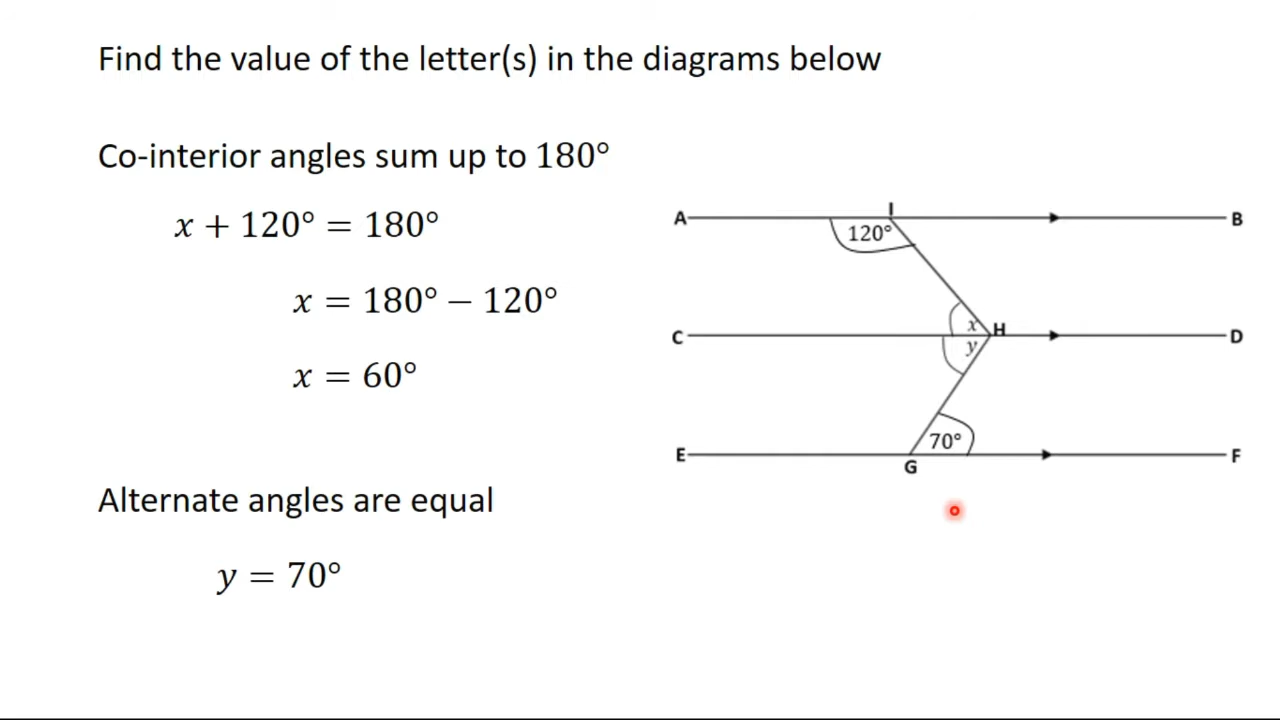 Find the value of the letter(s) in the diagrams below
Co-interior angles sum up to 180°
x + 120° = 180°
x = 180° − 120°
x = 60°
Alternate angles are equal
y = 70°
I
A
B
120°
x
H
C
D
y
70°
E
F
G